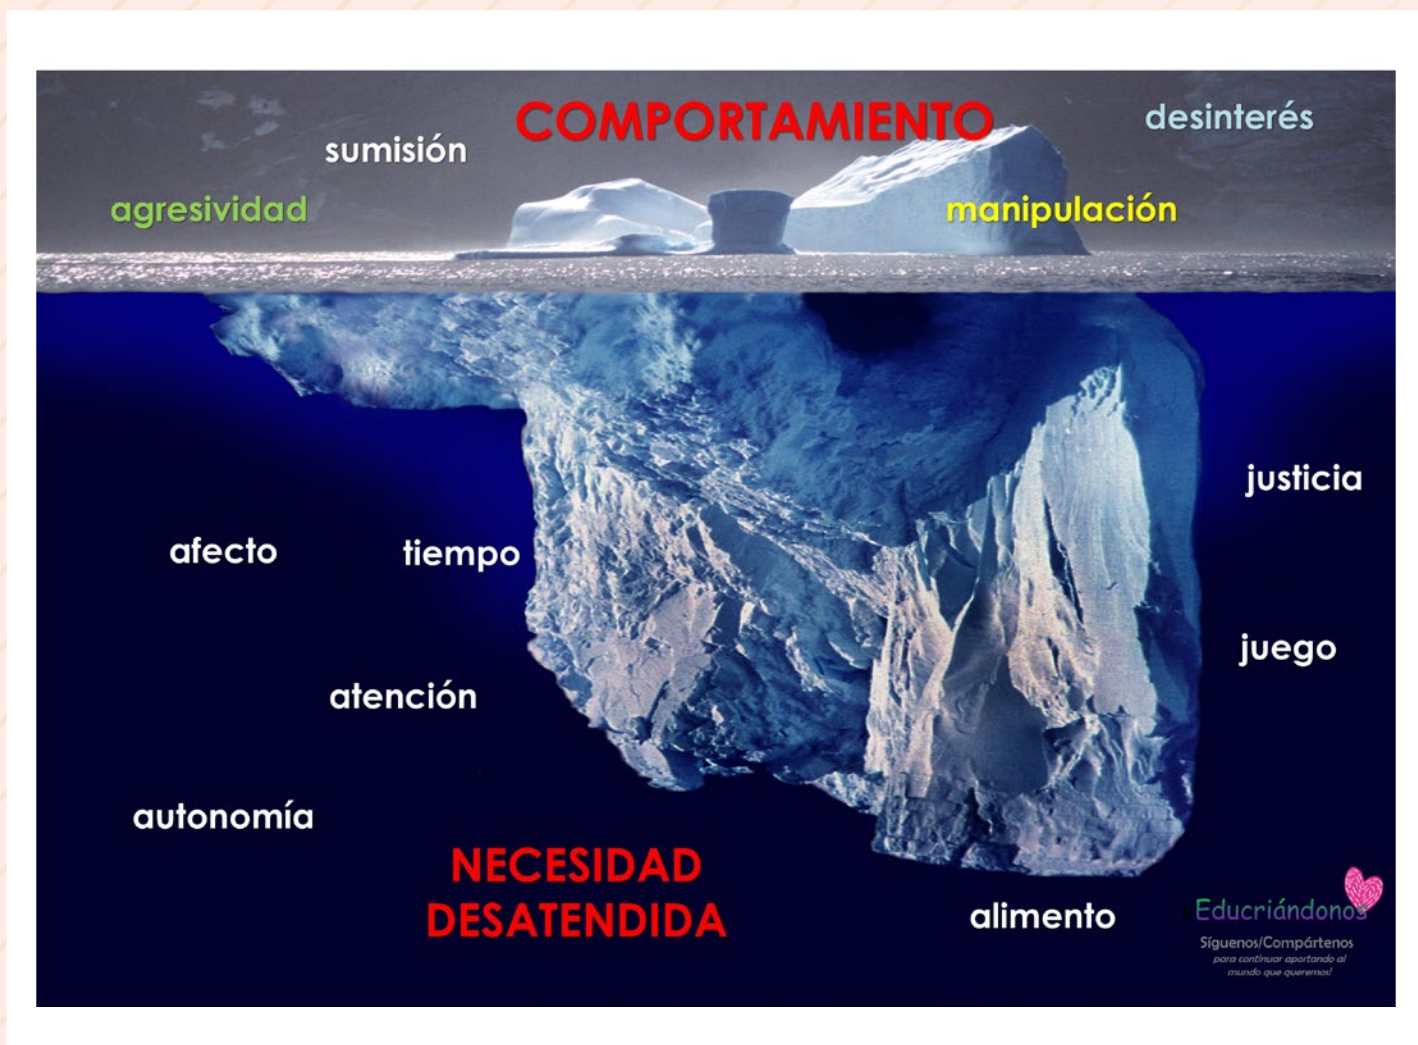 COMPORTAMIENTO
desinterés
sumisión
agresividad
manipulación
justicia
afecto
tiempo
juego
atención
autonomía
NECESIDAD
DESATENDIDA
alimento
Educriándonos
Síguenos/Compártenos
para continuar aportando al
mundo que queremos!